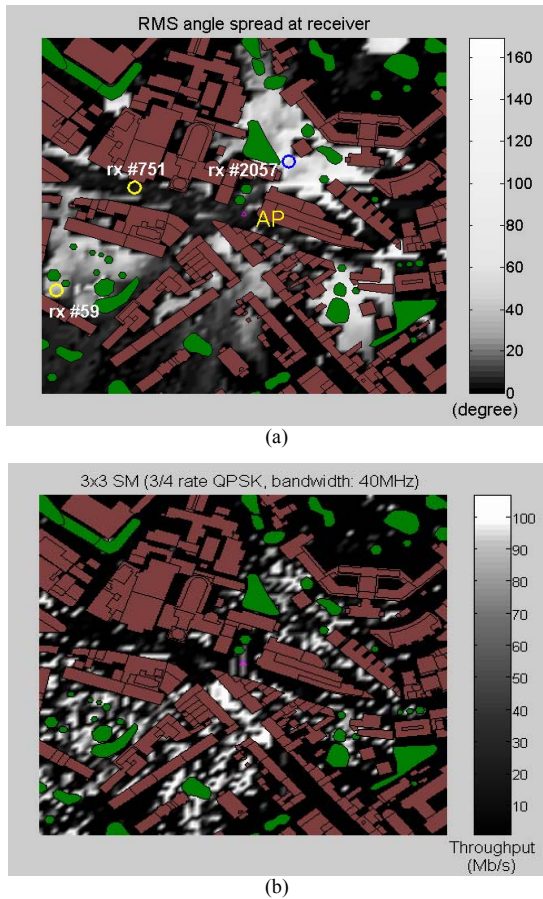 RMS angle spread at receiver
rx #751
rx #2057
AP
rx #59
160
140
120
100
80
60
40
20
0
(degree)
(a)
3x3 SM (3/4 rate QPSK, bandwidth: 40MHz)
100
90
80
70
60
50
40
30
20
10
Throughput
(Mb/s)
(b)